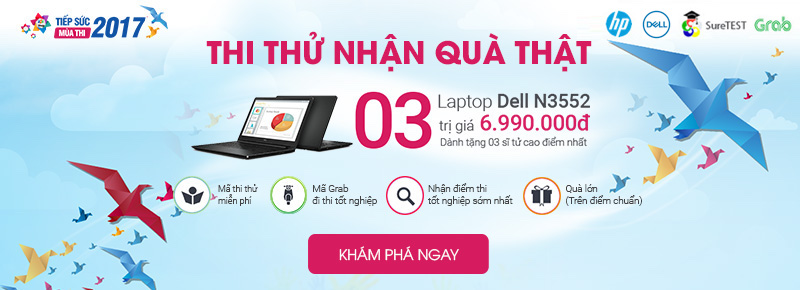 TIẾP SỨC
MÙA THI
2017
hp
DELL
SureTEST
Grab
THI THỬ NHẬN QUÀ THẬT
03
Laptop Dell N3552
trị giá 6.990.000đ
Dành tặng 03 sĩ tử cao điểm nhất
Mã thi thử
miễn phí
Mã Grab
đi thi tốt nghiệp
Nhận điểm thi
tốt nghiệp sớm nhất
Quà lớn
(Trên điểm chuẩn)
KHÁM PHÁ NGAY